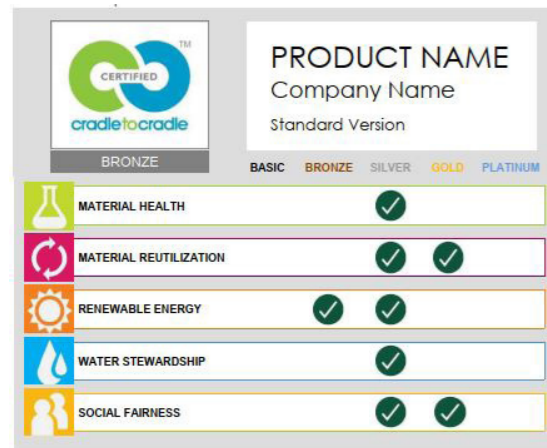 TM
CERTIFIED
cradletocradle
BRONZE
PRODUCT NAME
Company Name
Standard Version
BASIC BRONZE SILVER GOLD PLATINUM
MATERIAL HEALTH
MATERIAL REUTILIZATION
RENEWABLE ENERGY
WATER STEWARDSHIP
SOCIAL FAIRNESS